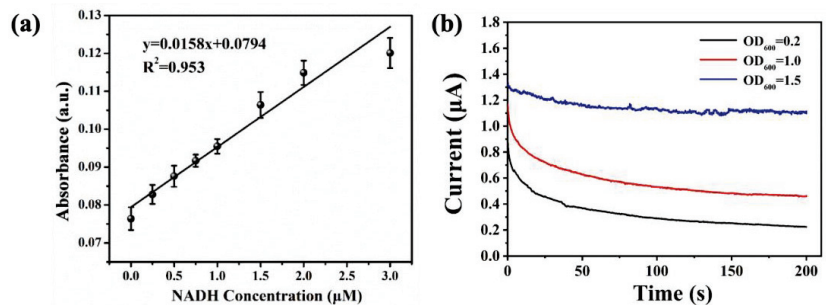 (a)
y=0.0158x+0.0794
R²=0.953
0.13
0.12
0.11
0.10
0.09
0.08
0.07
Absorbance (a.u.)
0.0 0.5 1.0 1.5 2.0 2.5 3.0
NADH Concentration (μM)
(b)
OD₆₀₀=0.2
OD₆₀₀=1.0
OD₆₀₀=1.5
1.8
1.6
1.4
1.2
1.0
0.8
0.6
0.4
0.2
0.0
Current (μA)
0 50 100 150 200
Time (s)